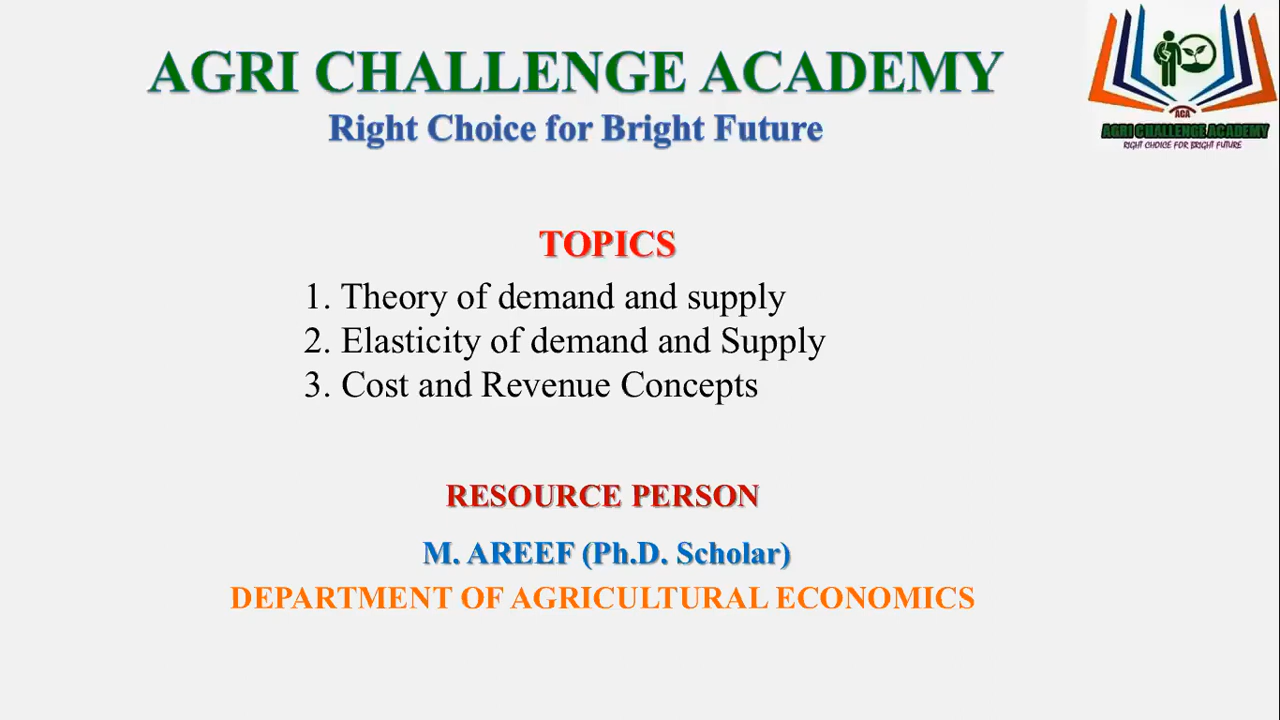 AGRI CHALLENGE ACADEMY
Right Choice for Bright Future
ACA
AGRI CHALLENGE ACADEMY
RIGHT CHOICE FOR BRIGHT FUTURE
TOPICS
1. Theory of demand and supply
2. Elasticity of demand and Supply
3. Cost and Revenue Concepts
RESOURCE PERSON
M. AREEF (Ph.D. Scholar)
DEPARTMENT OF AGRICULTURAL ECONOMICS